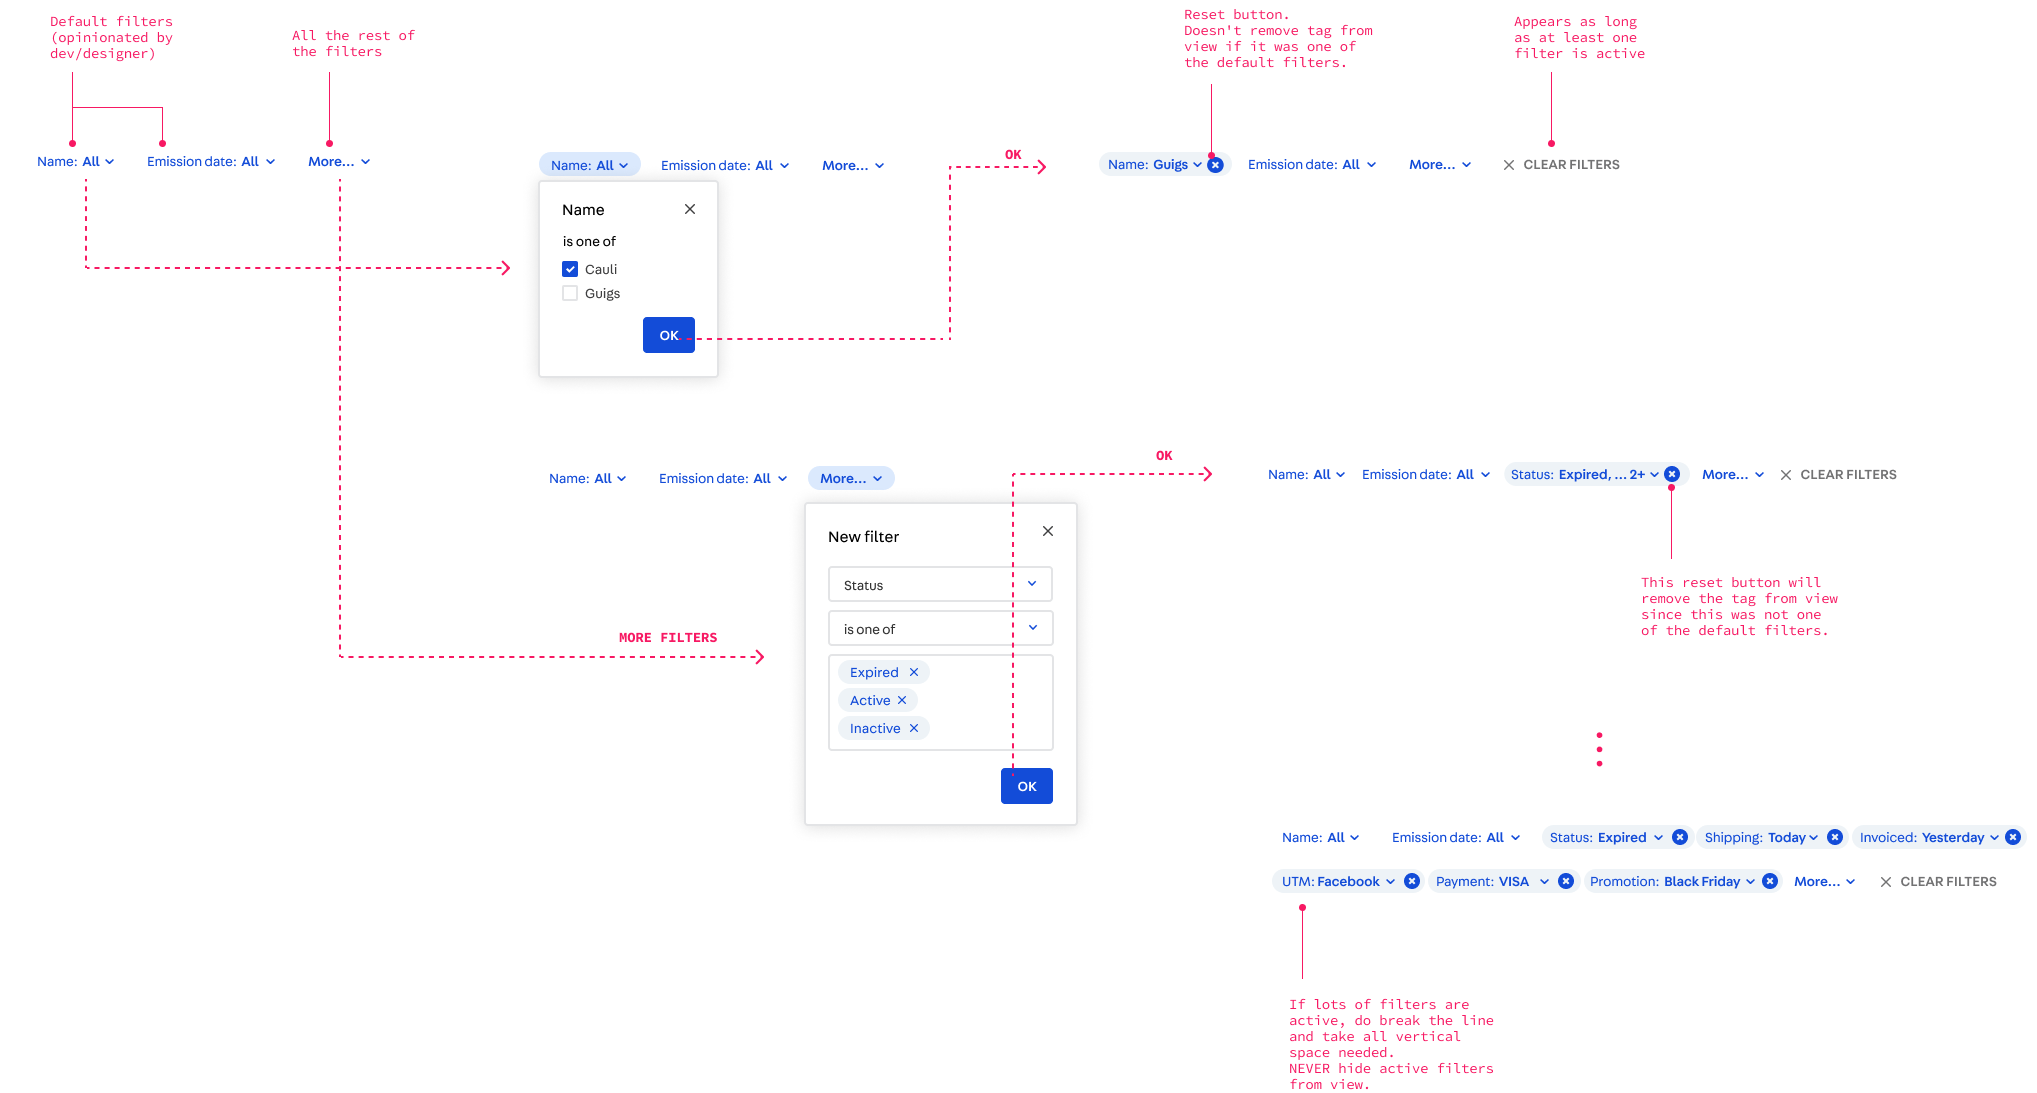 Default filters
(opinionated by
dev/designer)
All the rest of
the filters
Reset button.
Doesn't remove tag from
view if it was one of
the default filters.
Appears as long
as at least one
filter is active
Name: All
Emission date: All
More...
Name: All
Emission date: All
More...
Name
is one of
Cauli
Guigs
OK
OK
Name: Guigs
Emission date: All
More...
CLEAR FILTERS
MORE FILTERS
Name: All
Emission date: All
More...
New filter
Status
is one of
Expired
Active
Inactive
OK
OK
Name: All
Emission date: All
Status: Expired, ... 2+
More...
CLEAR FILTERS
This reset button will
remove the tag from view
since this was not one
of the default filters.
Name: All
Emission date: All
Status: Expired
Shipping: Today
Invoiced: Yesterday
UTM: Facebook
Payment: VISA
Promotion: Black Friday
More...
CLEAR FILTERS
If lots of filters are
active, do break the line
and take all vertical
space needed.
NEVER hide active filters
from view.